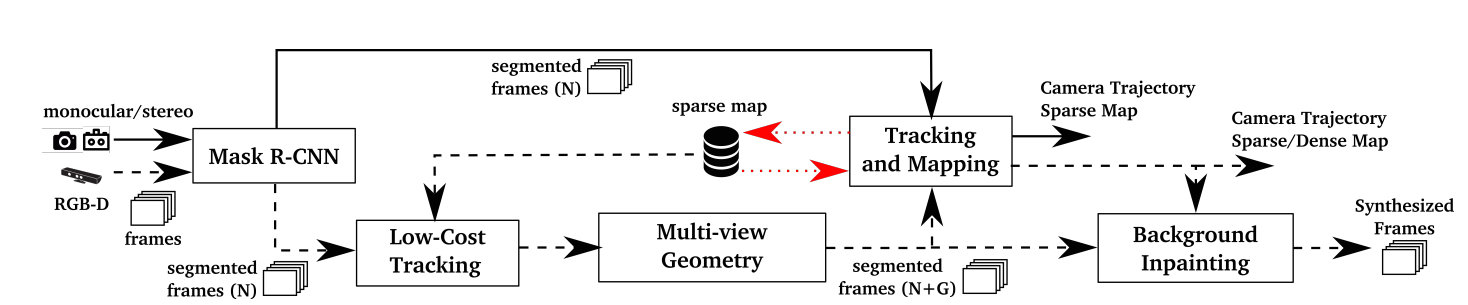 monocular/stereo
RGB-D
frames
Mask R-CNN
segmented
frames (N)
segmented
frames (N)
sparse map
Low-Cost
Tracking
Multi-view
Geometry
segmented
frames (N+G)
Tracking
and Mapping
Camera Trajectory
Sparse Map
Camera Trajectory
Sparse/Dense Map
Background
Inpainting
Synthesized
Frames